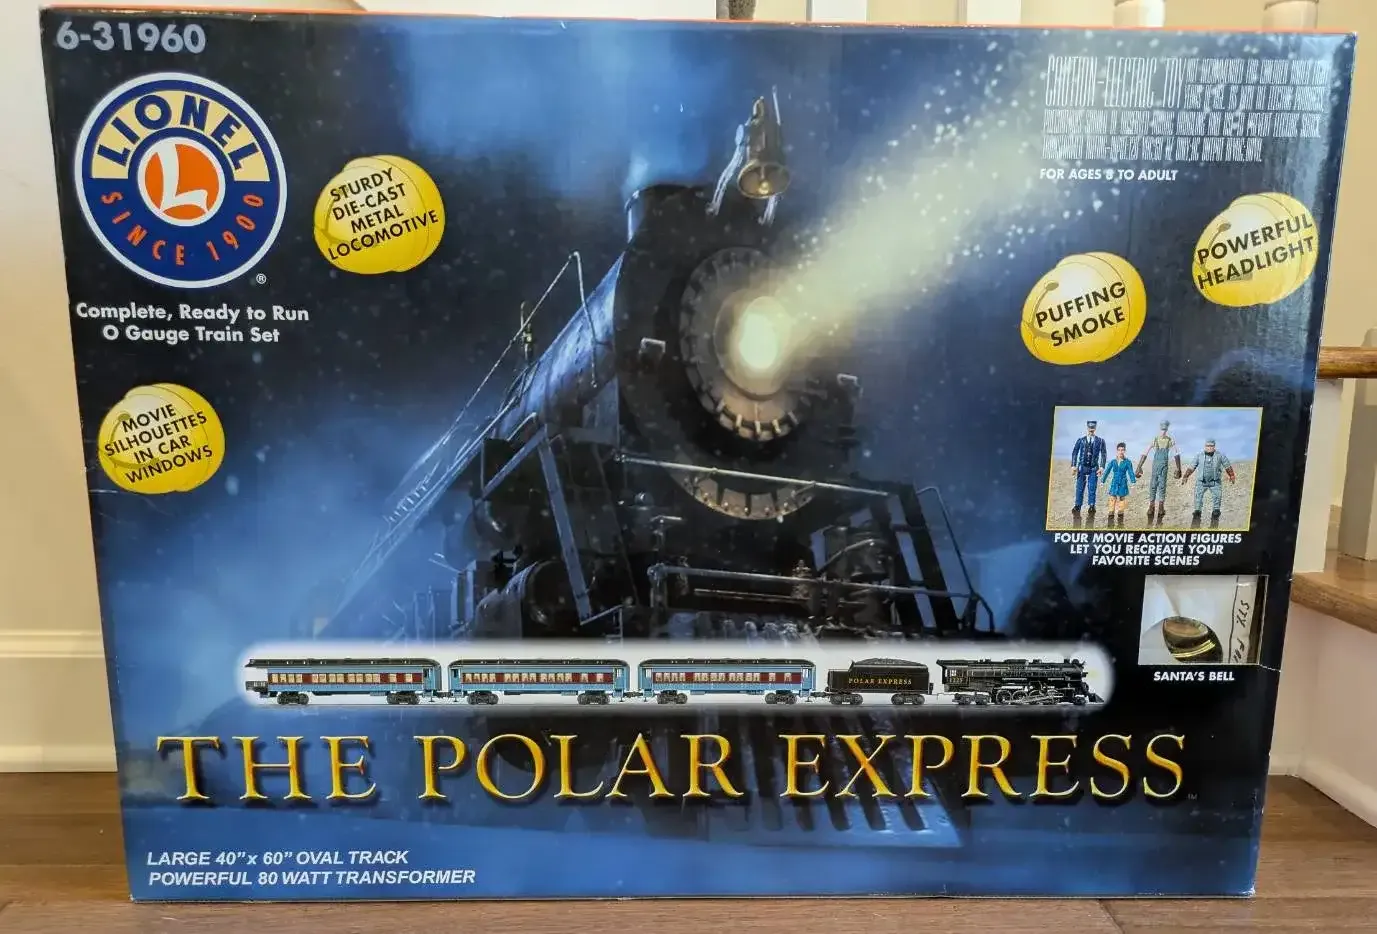 6-31960
LIONEL
L
SINCE 1900
®
Complete, Ready to Run
O Gauge Train Set
STURDY
DIE-CAST
METAL
LOCOMOTIVE
MOVIE
SILHOUETTES
IN CAR
WINDOWS
CAUTION-ELECTRIC TOY
FOR AGES 8 TO ADULT
POWERFUL
HEADLIGHT
PUFFING
SMOKE
FOUR MOVIE ACTION FIGURES
LET YOU RECREATE YOUR
FAVORITE SCENES
SANTA'S BELL
POLAR EXPRESS
1225
THE POLAR EXPRESS
™
LARGE 40”x 60” OVAL TRACK
POWERFUL 80 WATT TRANSFORMER